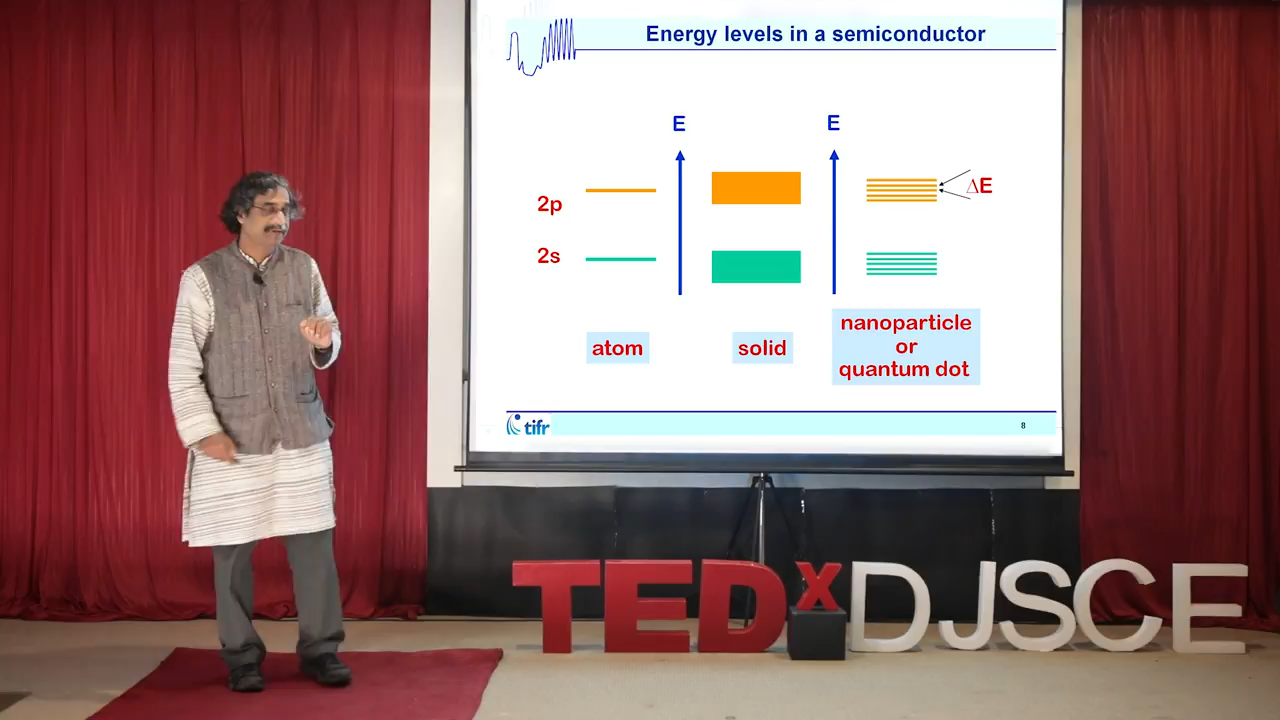 Energy levels in a semiconductor
E
E
2p
ΔE
2s
atom
solid
nanoparticle
or
quantum dot
tifr
8
TEDxDJSCE